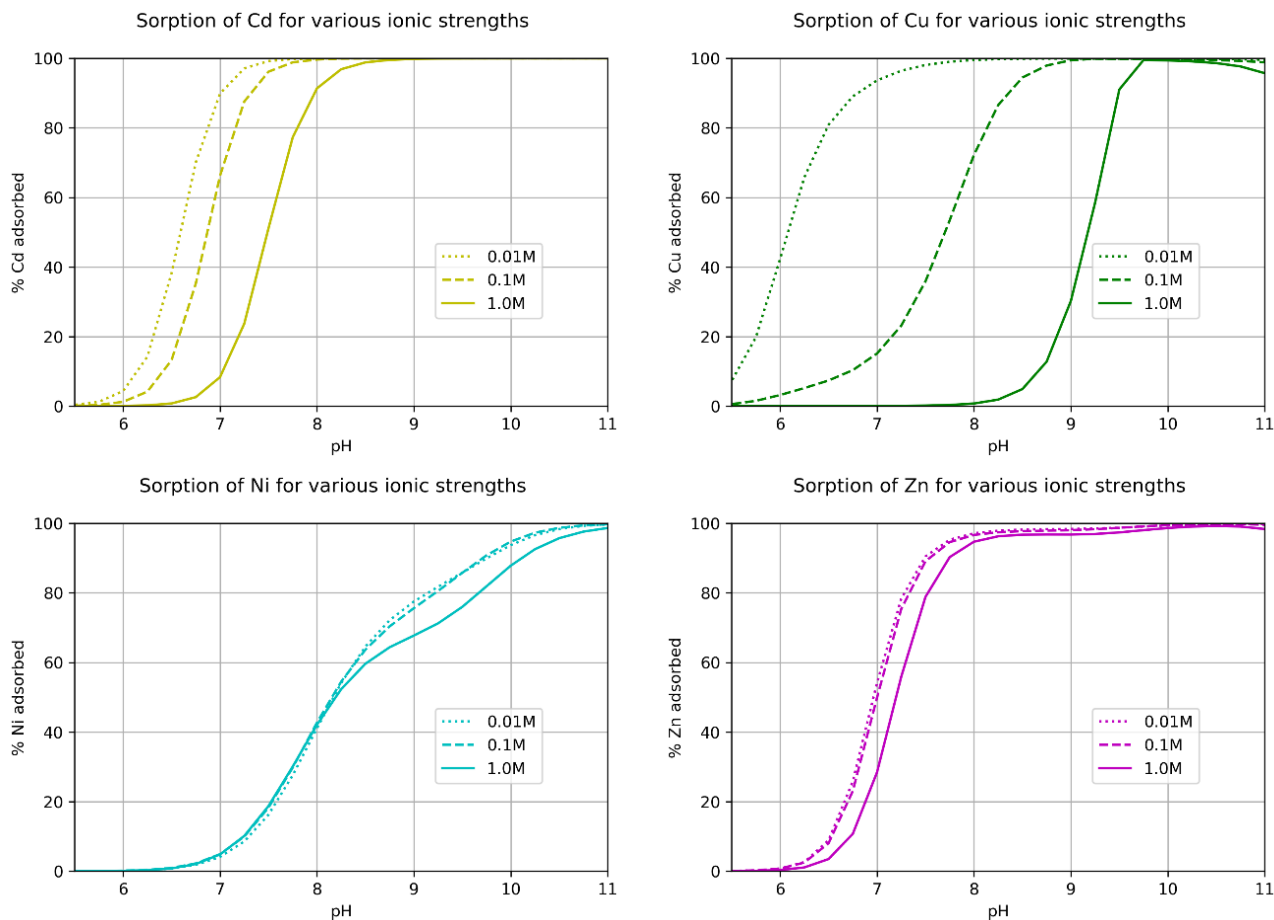 Sorption of Cd for various ionic strengths
100
80
60
40
20
0
% Cd adsorbed
0.01M
0.1M
1.0M
6 7 8 9 10 11
pH
Sorption of Cu for various ionic strengths
100
80
60
40
20
0
% Cu adsorbed
0.01M
0.1M
1.0M
6 7 8 9 10 11
pH
Sorption of Ni for various ionic strengths
100
80
60
40
20
0
% Ni adsorbed
0.01M
0.1M
1.0M
6 7 8 9 10 11
pH
Sorption of Zn for various ionic strengths
100
80
60
40
20
0
% Zn adsorbed
0.01M
0.1M
1.0M
6 7 8 9 10 11
pH